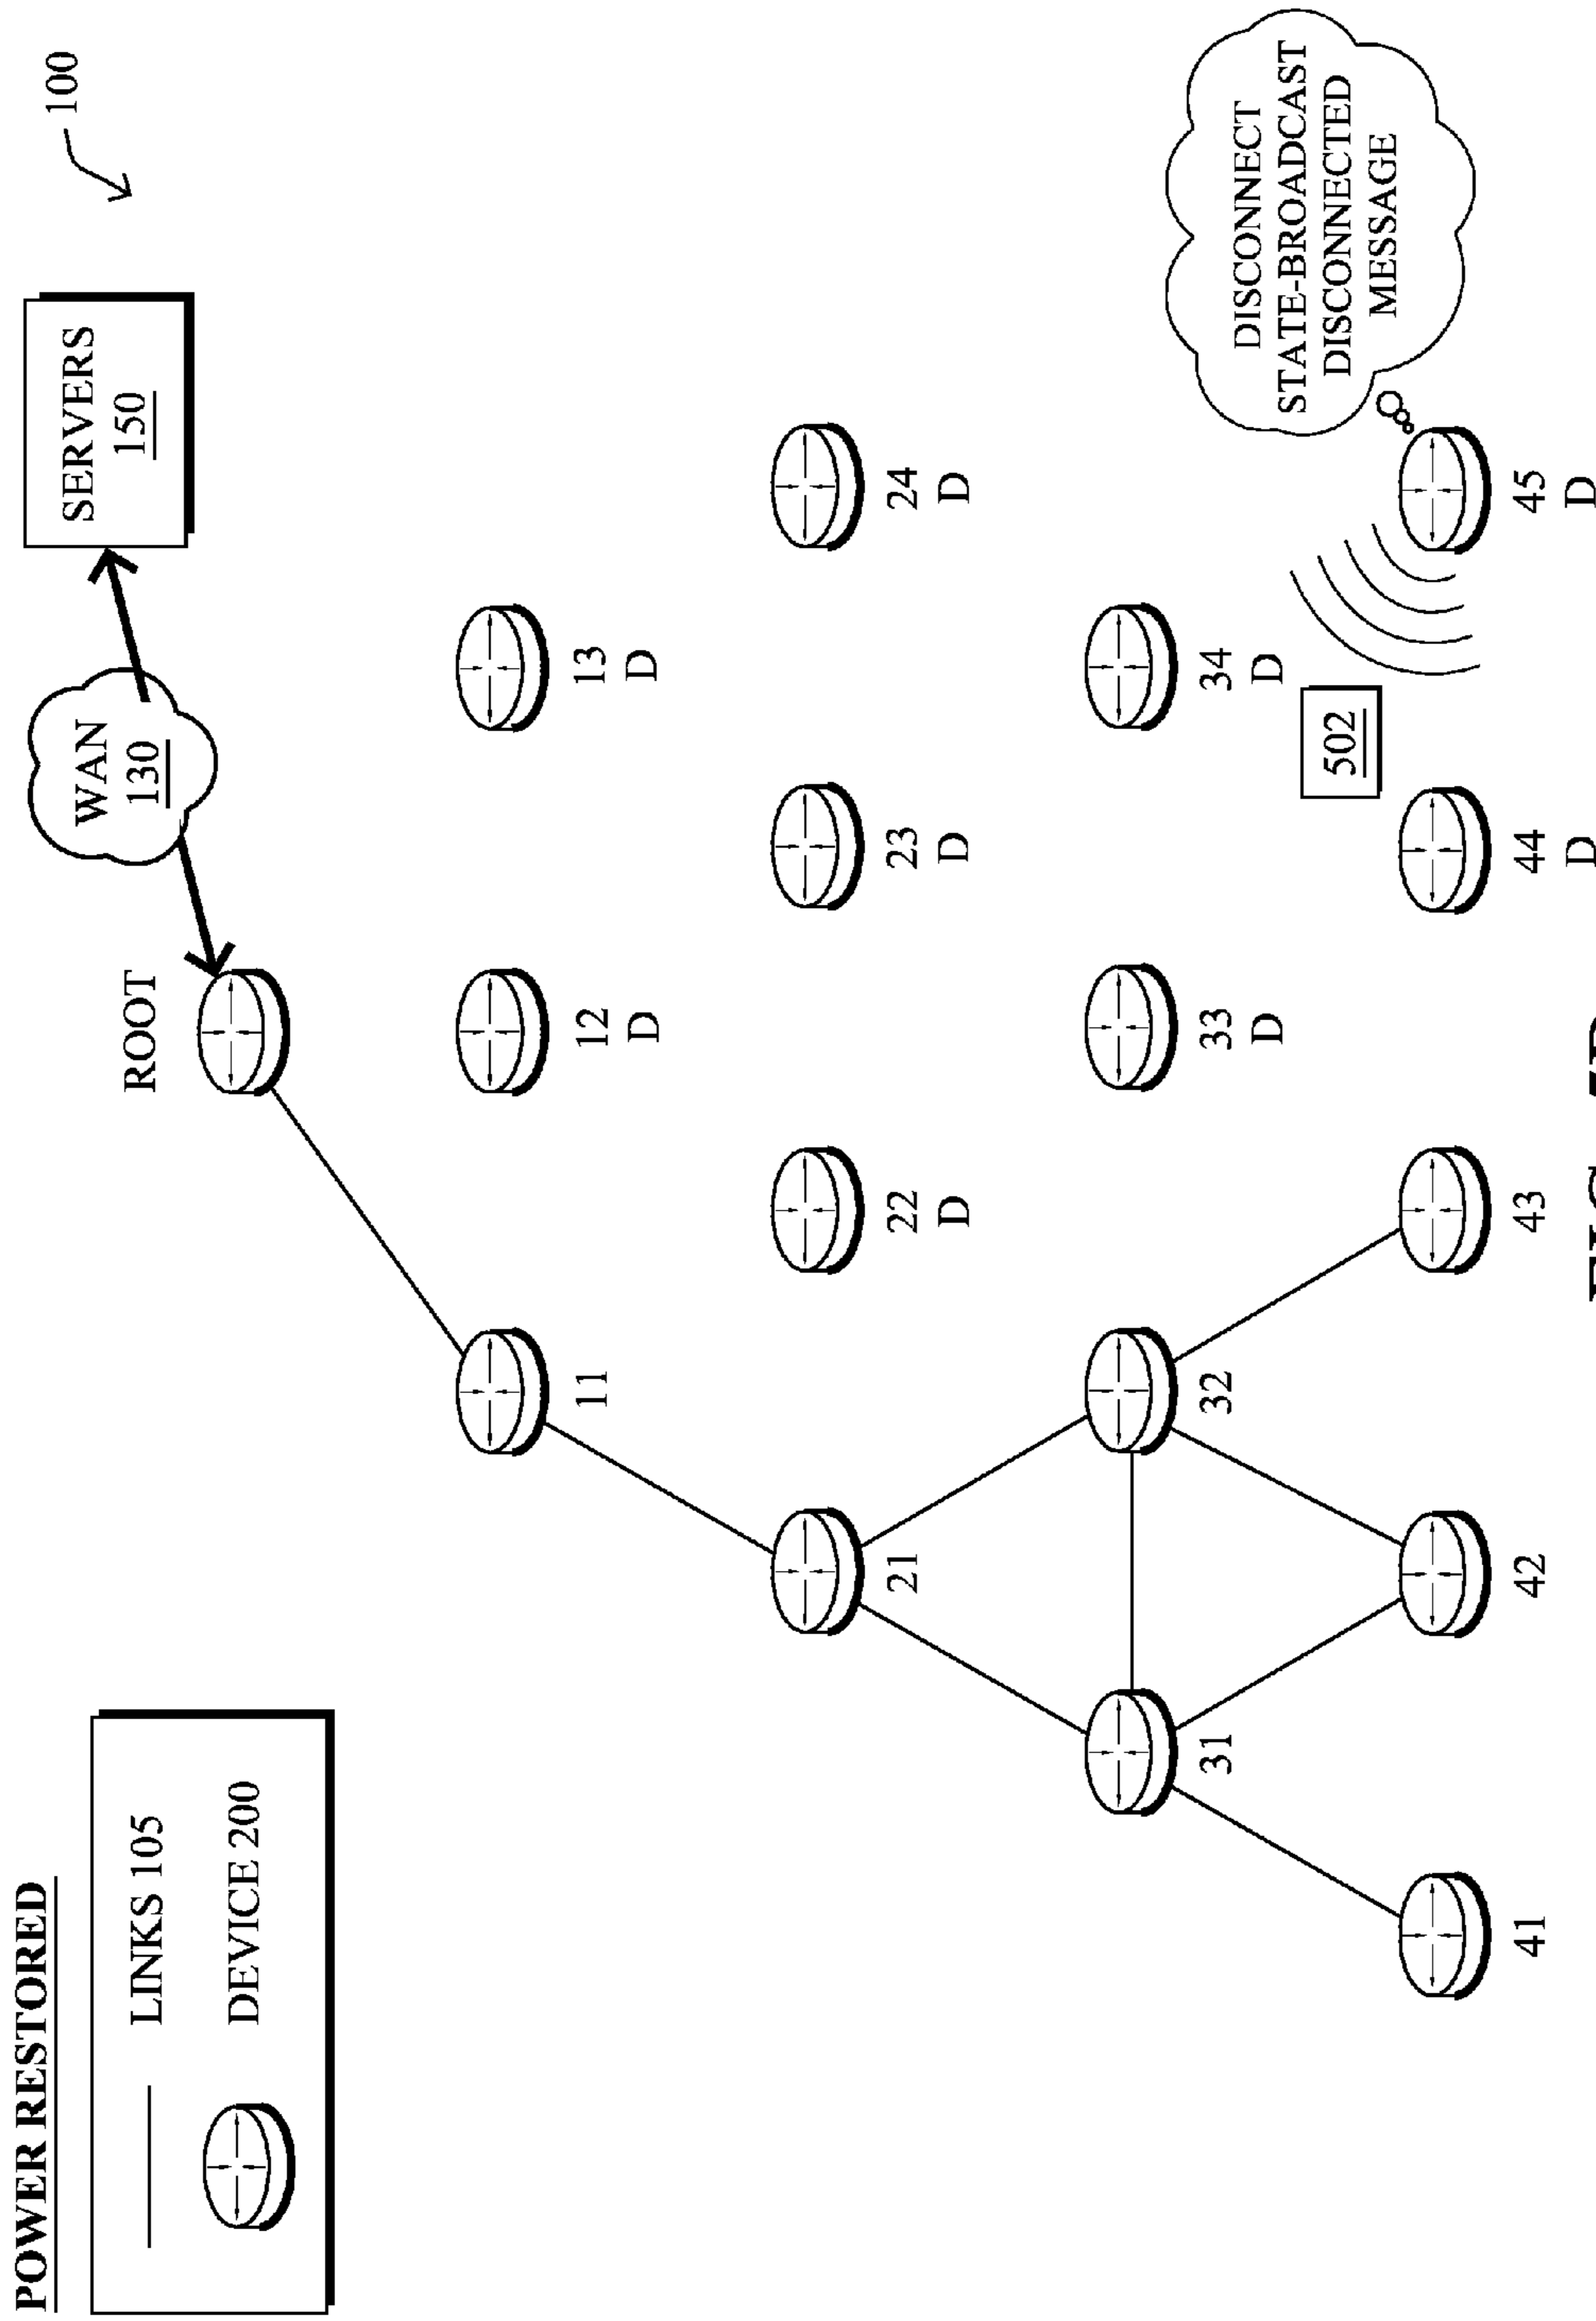 POWER RESTORED
LINKS 105
DEVICE 200
100
WAN
130
SERVERS
150
ROOT
11
12
D
13
D
21
22
D
23
D
24
D
31
32
33
D
34
D
502
DISCONNECT
STATE-BROADCAST
DISCONNECTED
MESSAGE
41
42
43
44
D
45
D